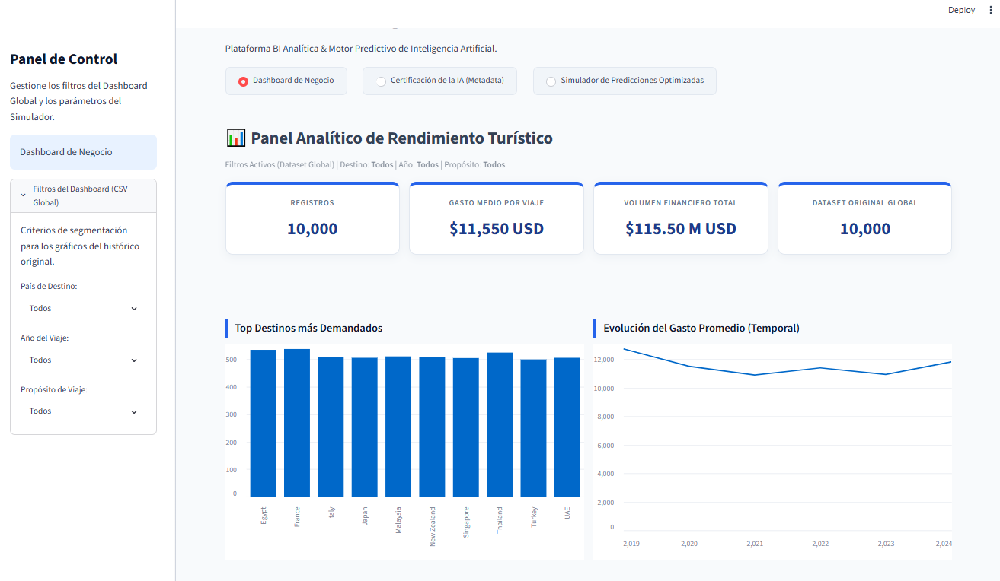 Deploy
Panel de Control
Gestione los filtros del Dashboard
Global y los parámetros del
Simulador.
Dashboard de Negocio
Filtros del Dashboard (CSV
Global)
Criterios de segmentación
para los gráficos del histórico
original.
País de Destino:
Todos
Año del Viaje:
Todos
Propósito de Viaje:
Todos
Plataforma BI Analítica & Motor Predictivo de Inteligencia Artificial.
Dashboard de Negocio
Certificación de la IA (Metadata)
Simulador de Predicciones Optimizadas
Panel Analítico de Rendimiento Turístico
Filtros Activos (Dataset Global) | Destino: Todos | Año: Todos | Propósito: Todos
REGISTROS
10,000
GASTO MEDIO POR VIAJE
$11,550 USD
VOLUMEN FINANCIERO TOTAL
$115.50 M USD
DATASET ORIGINAL GLOBAL
10,000
Top Destinos más Demandados
500
400
300
200
100
0
Egypt
France
Italy
Japan
Malaysia
New Zealand
Singapore
Thailand
Turkey
UAE
Evolución del Gasto Promedio (Temporal)
12,000
10,000
8,000
6,000
4,000
2,000
0
2,019
2,020
2,021
2,022
2,023
2,024